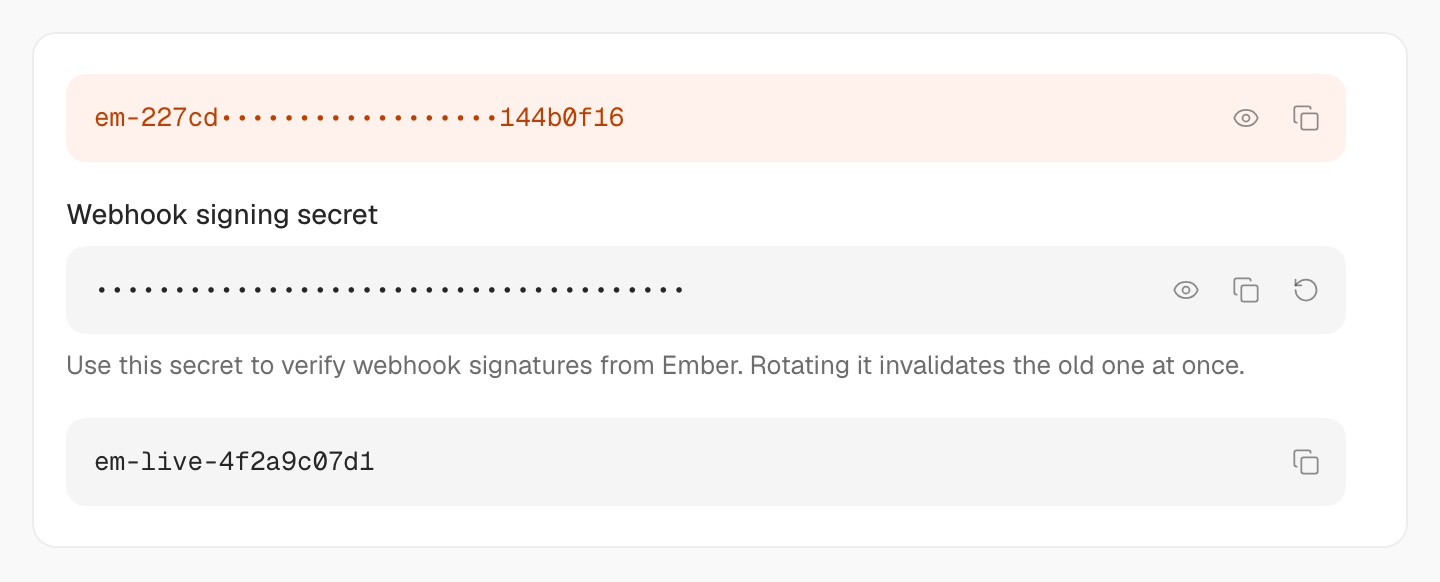 em-227cd••••••••••••••••••144b0f16
Webhook signing secret
••••••••••••••••••••••••••••••••••••••
Use this secret to verify webhook signatures from Ember. Rotating it invalidates the old one at once.
em-live-4f2a9c07d1